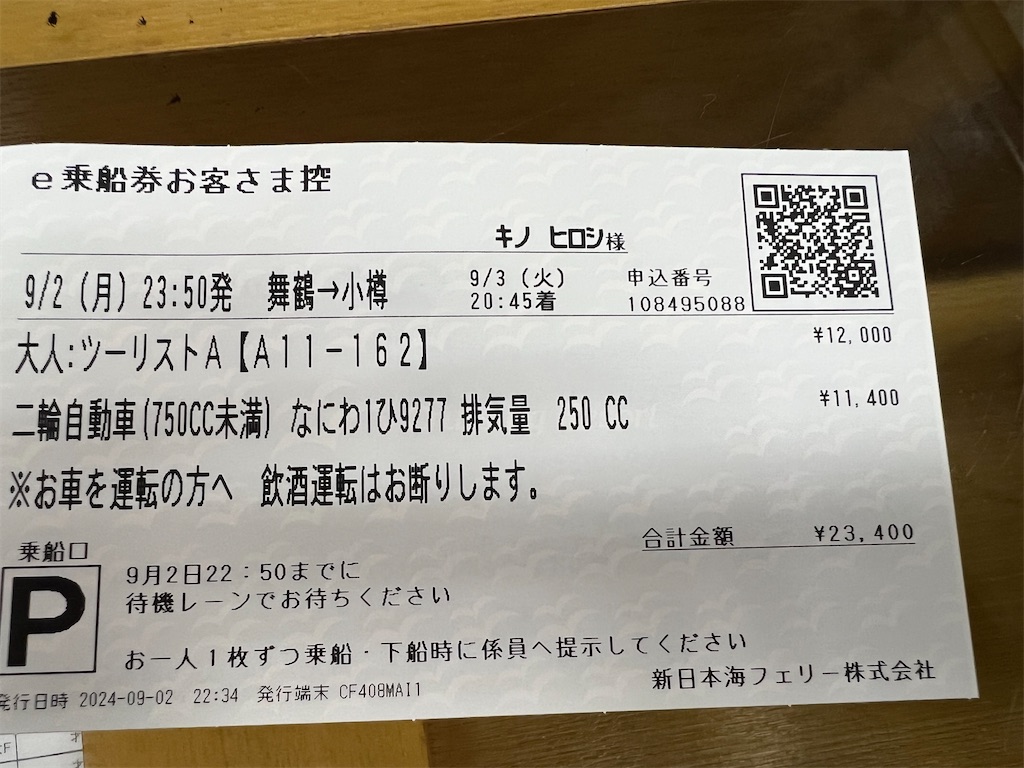 e乗船券お客さま控
キノ ヒロシ様
9/2(月)23:50発 舞鶴→小樽 9/3(火) 20:45着 申込番号 108495088
¥12,000
大人:ツーリストA【A11-162】
二輪自動車(750CC未満) なにわ1ひ9277 排気量 250 CC ¥11,400
※お車を運転の方へ 飲酒運転はお断りします。
合計金額 ¥23,400
乗船口
P
9月2日22:50までに
待機レーンでお待ちください
お一人1枚ずつ乗船・下船時に係員へ提示してください
新日本海フェリー株式会社
発行日時 2024-09-02 22:34 発行端末 CF408MAI1